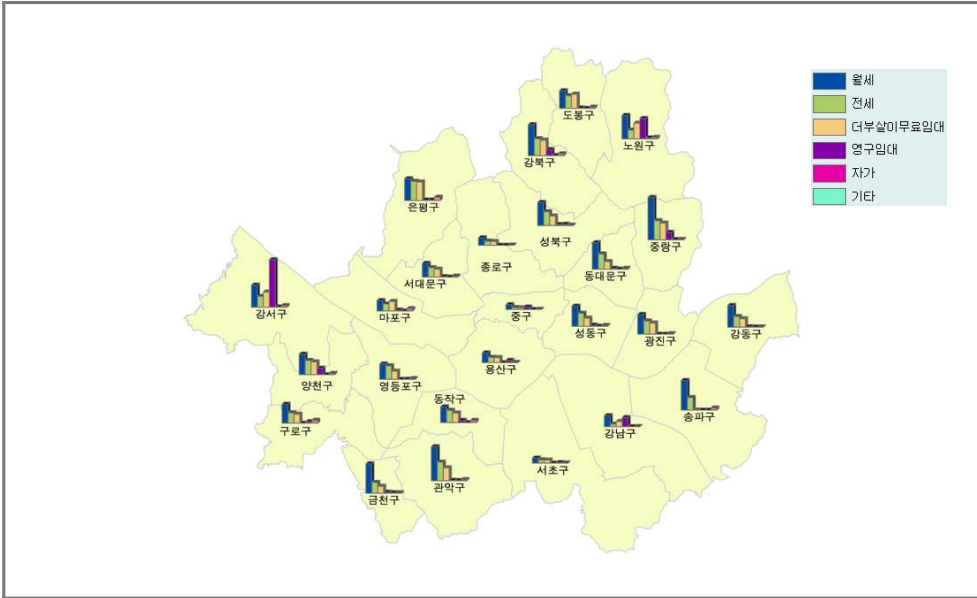 월세
전세
더부살이무료임대
영구임대
자가
기타
도봉구
노원구
강북구
은평구
성북구
중랑구
종로구
동대문구
서대문구
강서구
마포구
중구
성동구
광진구
강동구
용산구
양천구
영등포구
동작구
송파구
구로구
강남구
서초구
관악구
금천구